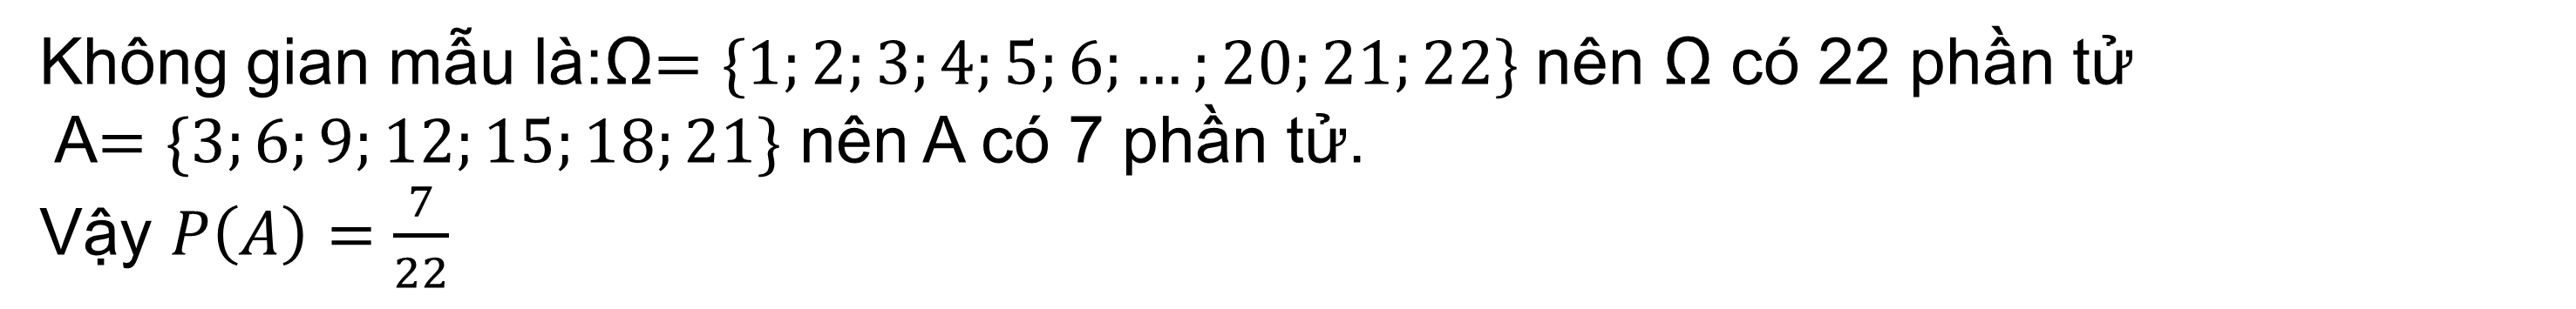 Không gian mẫu là:Ω= {1; 2; 3; 4; 5; 6; ... ; 20; 21; 22} nên Ω có 22 phần tử
A= {3; 6; 9; 12; 15; 18; 21} nên A có 7 phần tử.
Vậy P(A) = 7/22